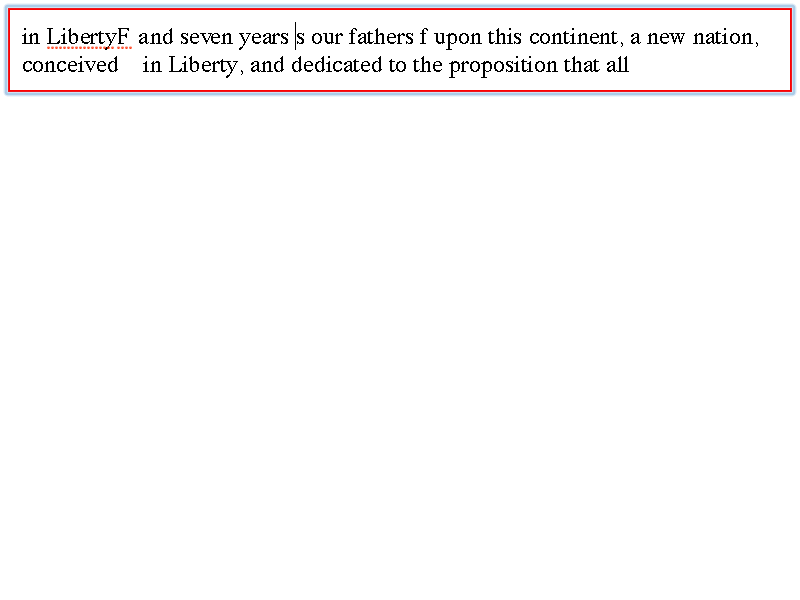 in LibertyF and seven years s our fathers f upon this continent, a new nation,
conceived    in Liberty, and dedicated to the proposition that all